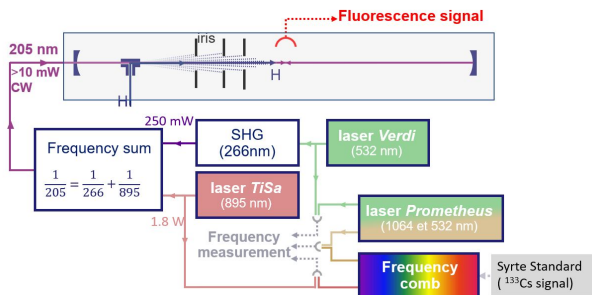 Fluorescence signal
iris
205 nm
>10 mW
CW
H
H
250 mW
SHG
(266nm)
laser Verdi
(532 nm)
Frequency sum
1/205 = 1/266 + 1/895
laser TiSa
(895 nm)
1.8 W
laser Prometheus
(1064 et 532 nm)
Frequency
measurement
Frequency
comb
Syrte Standard
( ¹³³Cs signal)